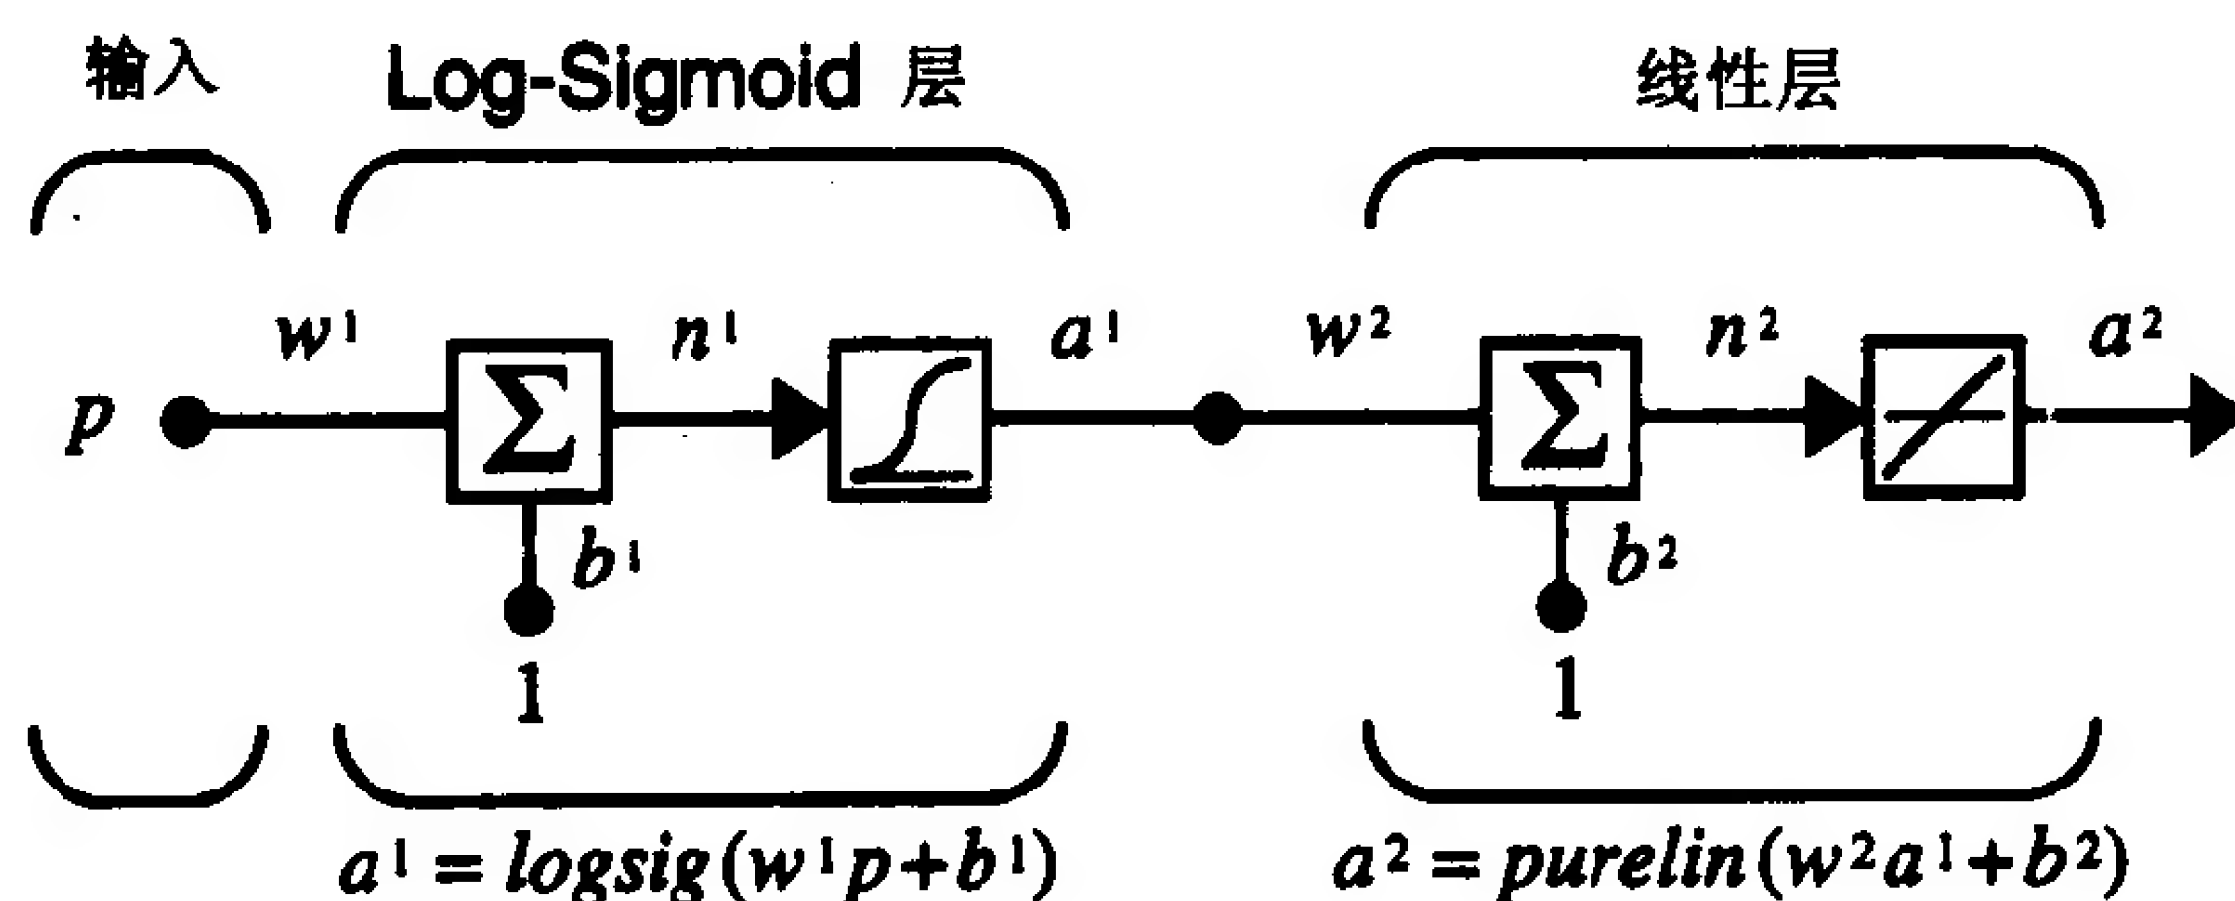 输入 Log-Sigmoid 层 线性层
w¹ n¹ a¹ w² n² a²
p Σ Σ
b¹ b²
1 1
a¹ = logsig(w¹p+b¹) a² = purelin(w²a¹+b²)